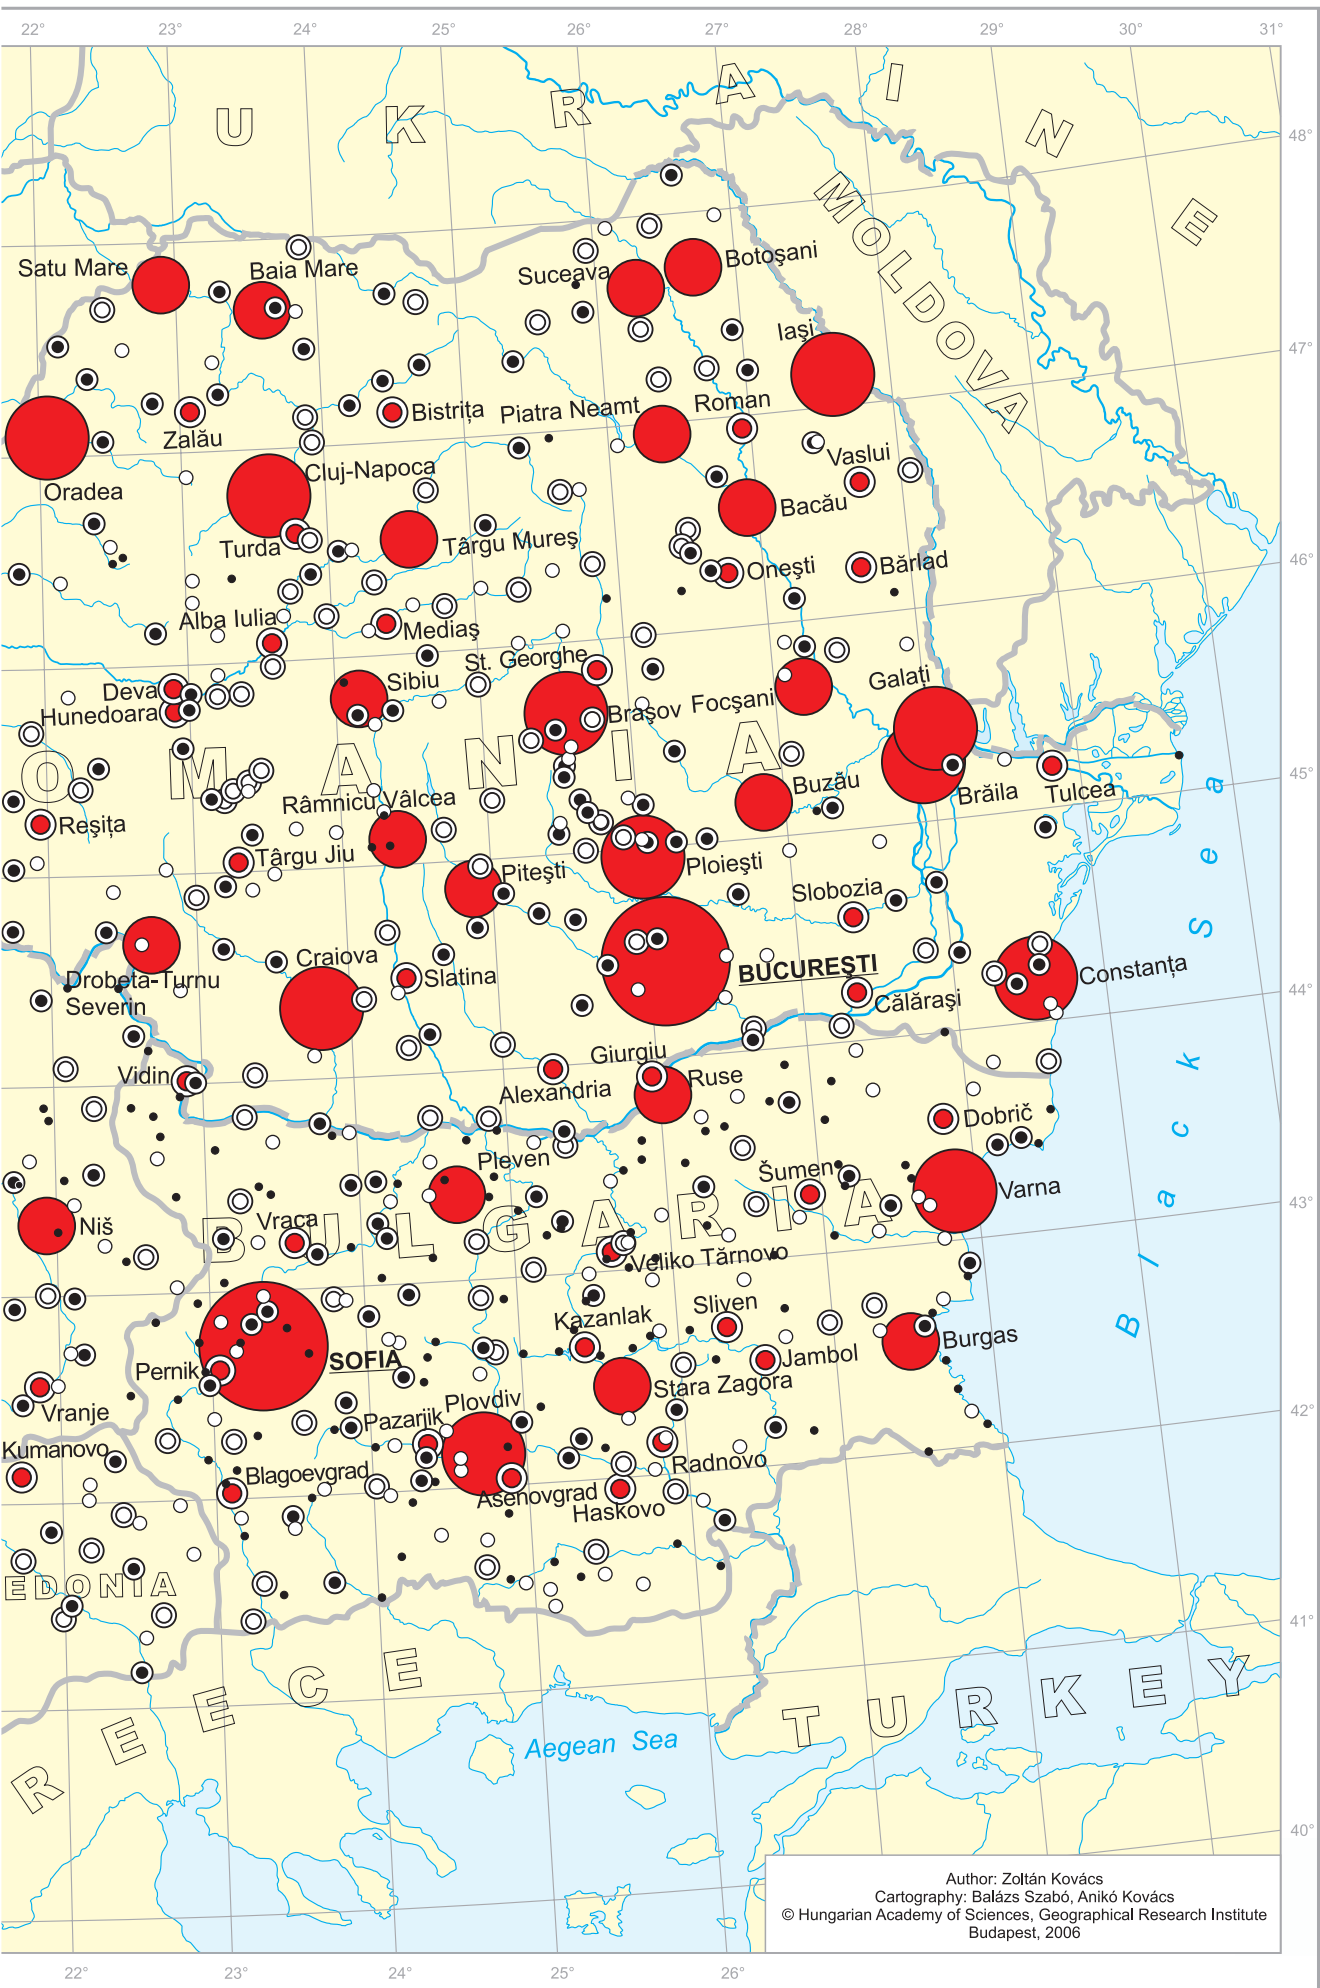 22° 23° 24° 25° 26° 27° 28° 29° 30° 31°
UKRAINE
48°
MOLDOVA
Satu Mare
Baia Mare
Suceava
Botoşani
Iaşi
47°
Bistriţa
Piatra Neamt
Roman
Zalău
Vaslui
Cluj-Napoca
Oradea
Bacău
Turda
Târgu Mureş
Oneşti
Bărlad
46°
Alba Iulia
Mediaş
St. Georghe
Sibiu
Galaţi
Deva
Hunedoara
Braşov
Focşani
OMANIA
45°
Buzău
Brăila
Tulcea
Râmnicu Vâlcea
Reşiţa
Târgu Jiu
Piteşti
Ploieşti
Slobozia
Black Sea
Craiova
BUCUREŞTI
Constanţa
Drobeta-Turnu
Severin
Slatina
Călăraşi
44°
Giurgiu
Vidin
Alexandria
Ruse
Dobrič
Pleven
Šumen
Varna
43°
Niš
Vraca
BULGARIA
Veliko Tărnovo
Sliven
Kazanlak
Burgas
SOFIA
Jambol
Pernik
Stara Zagora
Plovdiv
42°
Vranje
Pazarjik
Kumanovo
Radnovo
Blagoevgrad
Asenovgrad
Haskovo
EDONIA
41°
REECE
TURKEY
Aegean Sea
40°
Author: Zoltán Kovács
Cartography: Balázs Szabó, Anikó Kovács
© Hungarian Academy of Sciences, Geographical Research Institute
Budapest, 2006
22° 23° 24° 25° 26°